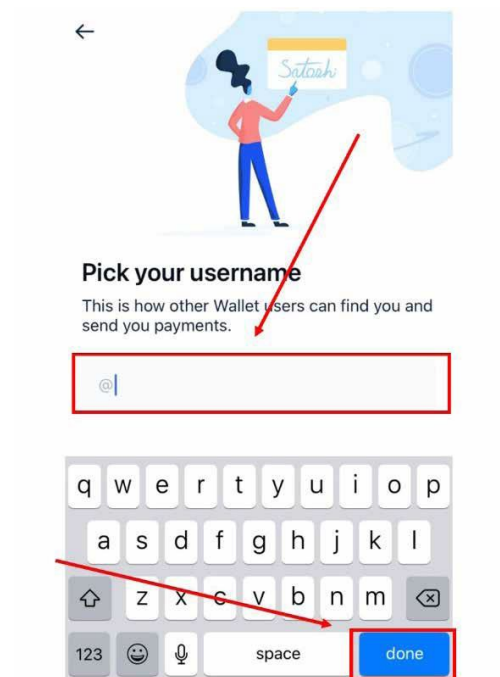 Satoshi
Pick your username
This is how other Wallet users can find you and
send you payments.
@
q w e r t y u i o p
a s d f g h j k l
z x c v b n m
123 space done